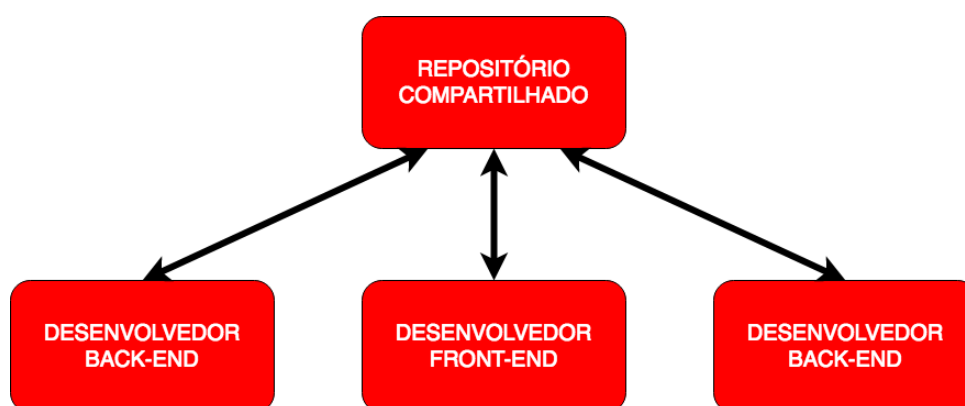 REPOSITÓRIO
COMPARTILHADO
DESENVOLVEDOR
BACK-END
DESENVOLVEDOR
FRONT-END
DESENVOLVEDOR
BACK-END